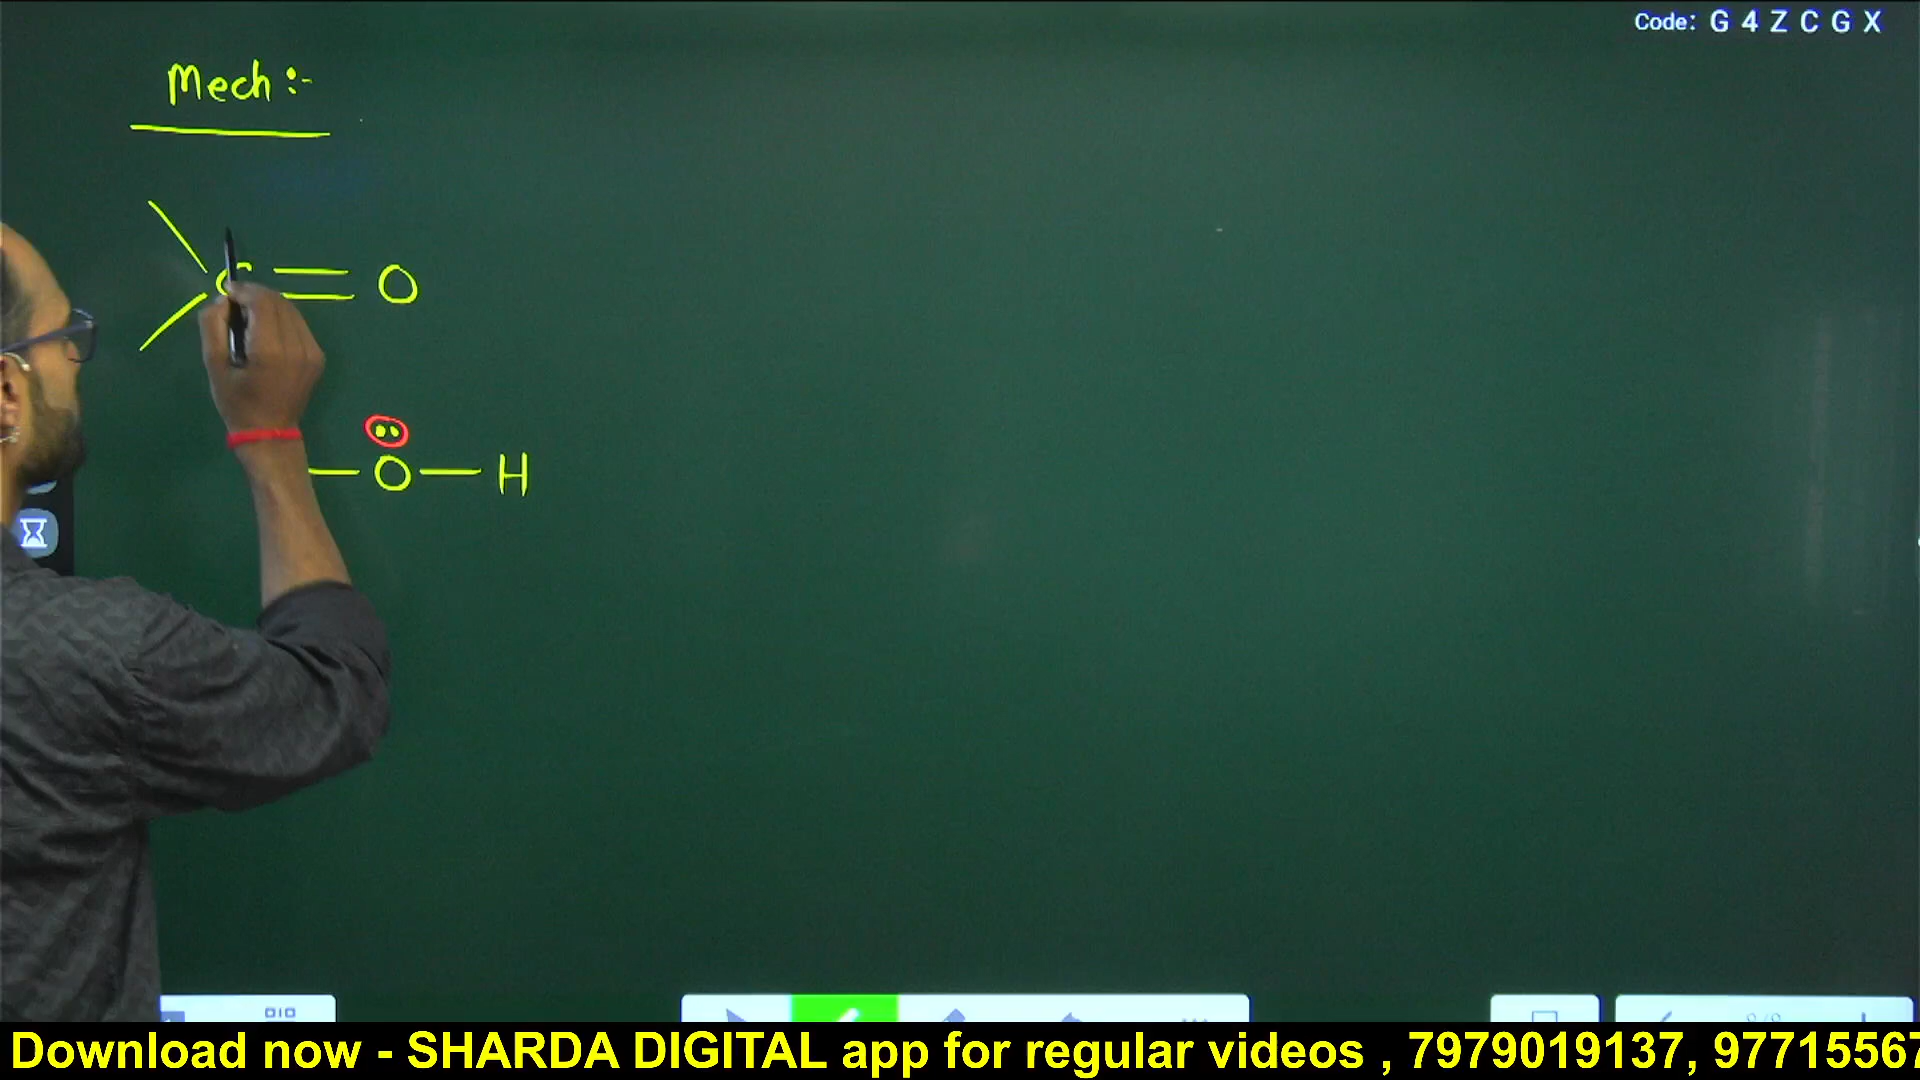 Code: G 4 Z C G X
Mech :-
C = O
— O — H
Download now - SHARDA DIGITAL app for regular videos , 7979019137, 97715567